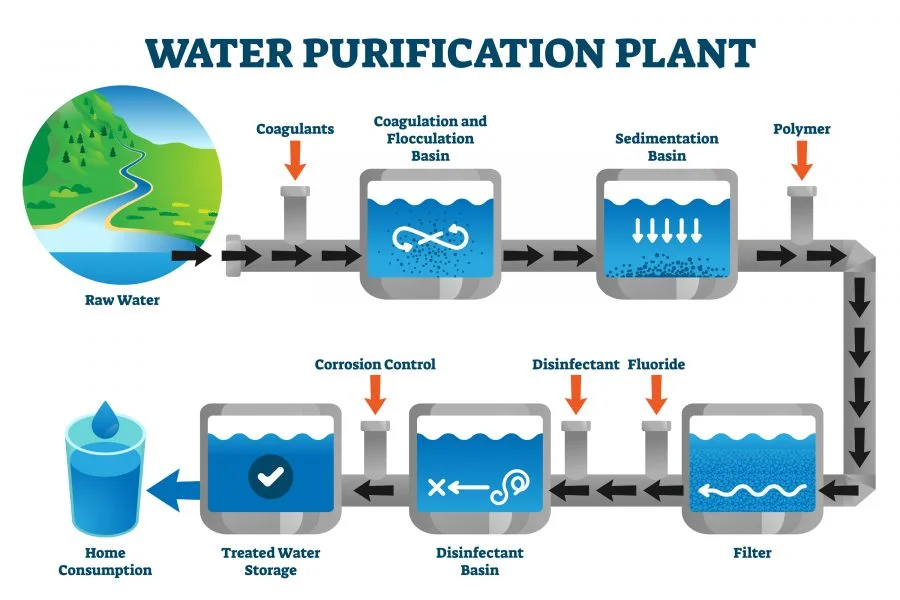 WATER PURIFICATION PLANT
Coagulants
Coagulation and
Flocculation
Basin
Sedimentation
Basin
Polymer
Raw Water
Corrosion Control
Disinfectant
Fluoride
Home
Consumption
Treated Water
Storage
Disinfectant
Basin
Filter